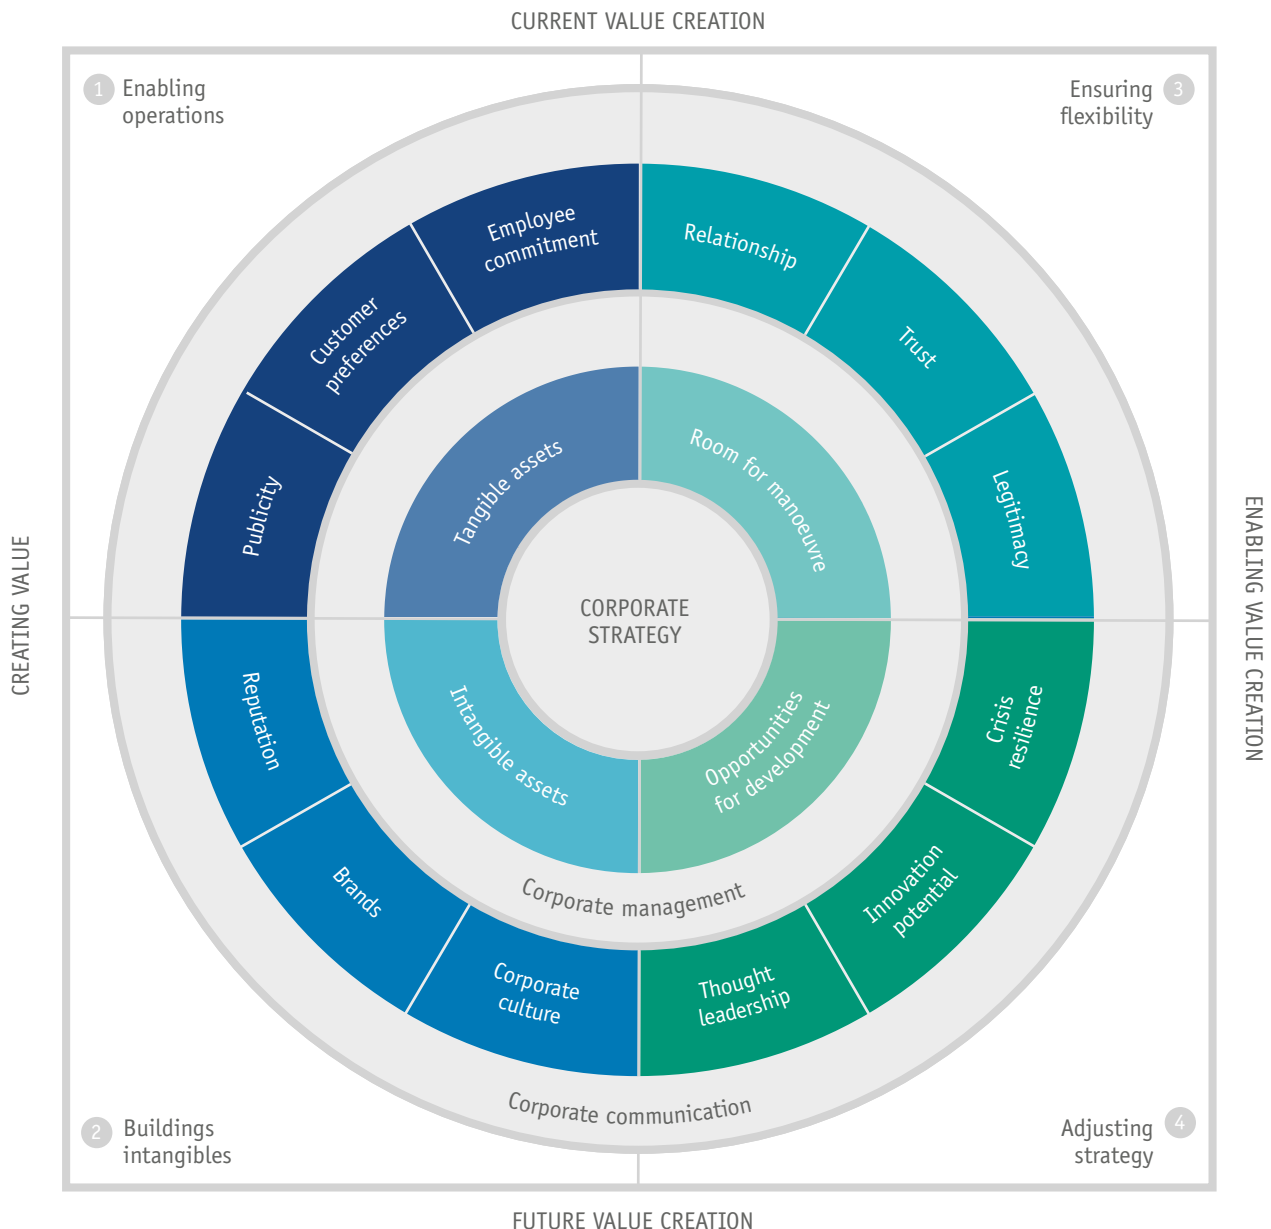 CURRENT VALUE CREATION
1
Enabling
operations
Ensuring
flexibility
3
Employee
commitment
Relationship
Customer
preferences
Trust
Publicity
Legitimacy
Tangible assets
Room for manoeuvre
CREATING VALUE
CORPORATE
STRATEGY
ENABLING VALUE CREATION
Intangible assets
Opportunities
for development
Reputation
Crisis
resilience
Brands
Innovation
potential
Corporate management
Corporate
culture
Thought
leadership
Corporate communication
2
Buildings
intangibles
Adjusting
strategy
4
FUTURE VALUE CREATION